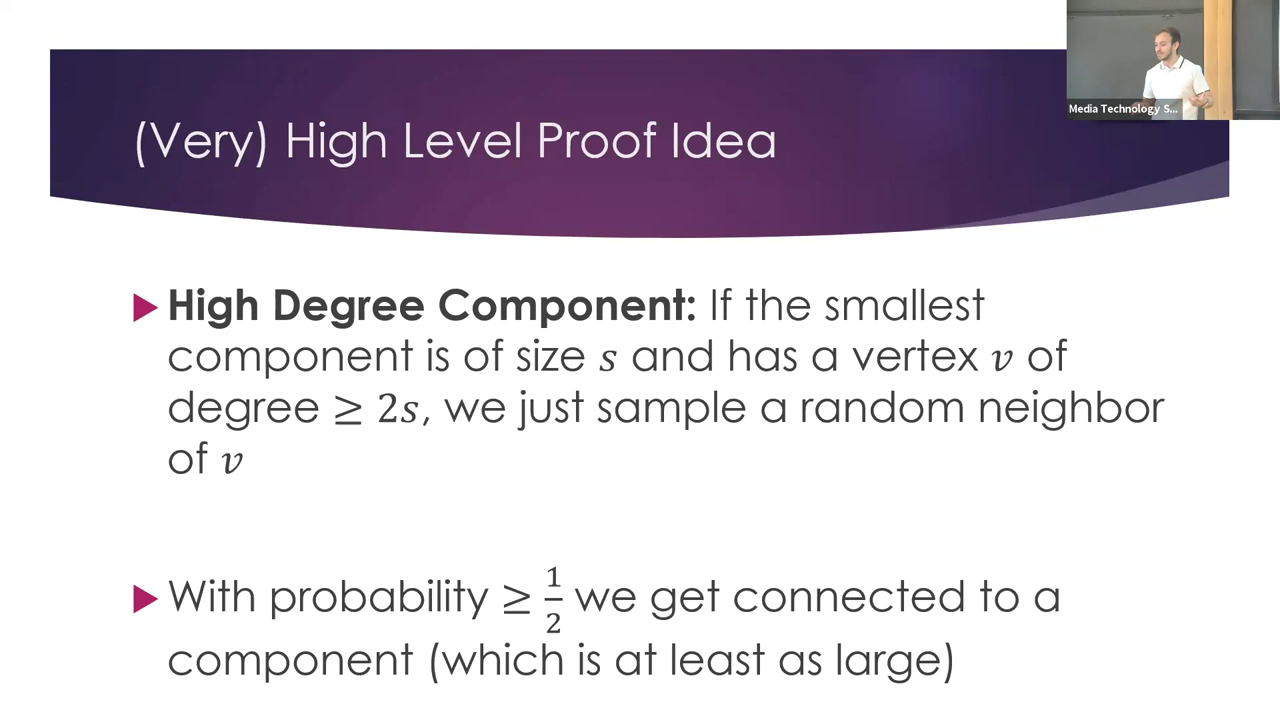 Media Technology S...
(Very) High Level Proof Idea
High Degree Component: If the smallest
component is of size s and has a vertex v of
degree ≥ 2s, we just sample a random neighbor
of v
With probability ≥ 1/2 we get connected to a
component (which is at least as large)